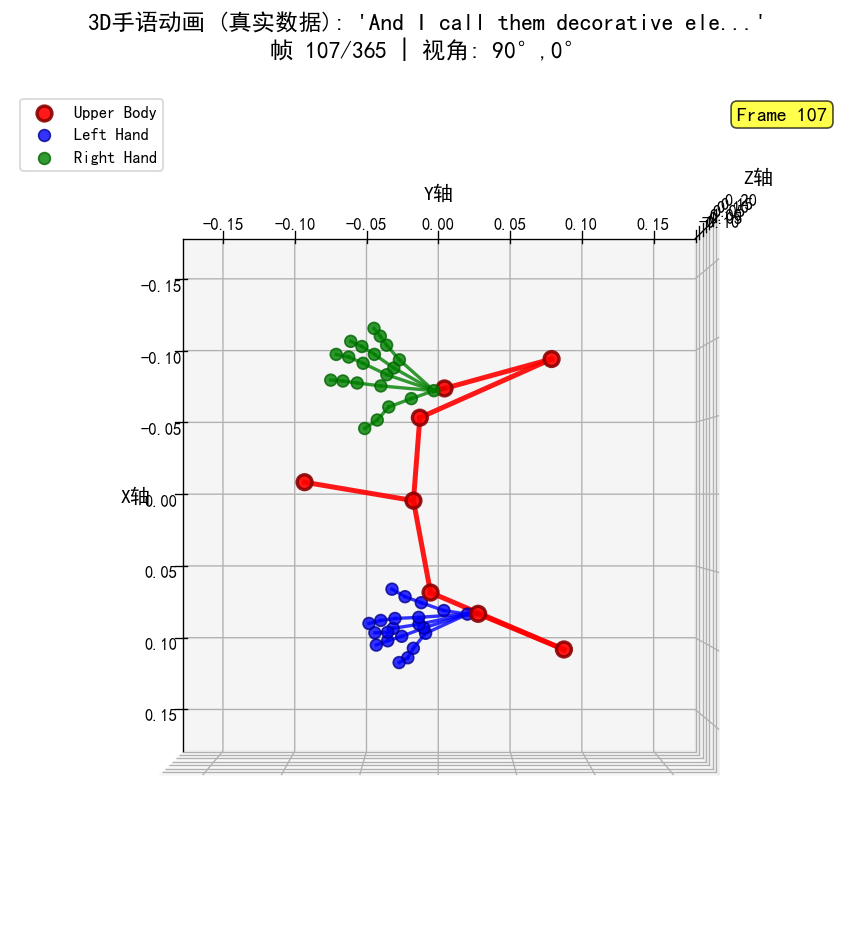 3D手语动画 (真实数据): 'And I call them decorative ele...'
帧 107/365 | 视角: 90°,0°
Upper Body
Left Hand
Right Hand
Frame 107
Z轴
Y轴
-0.15 -0.10 -0.05 0.00 0.05 0.10 0.15
-0.15
-0.10
-0.05
X轴
0.00
0.05
0.10
0.15